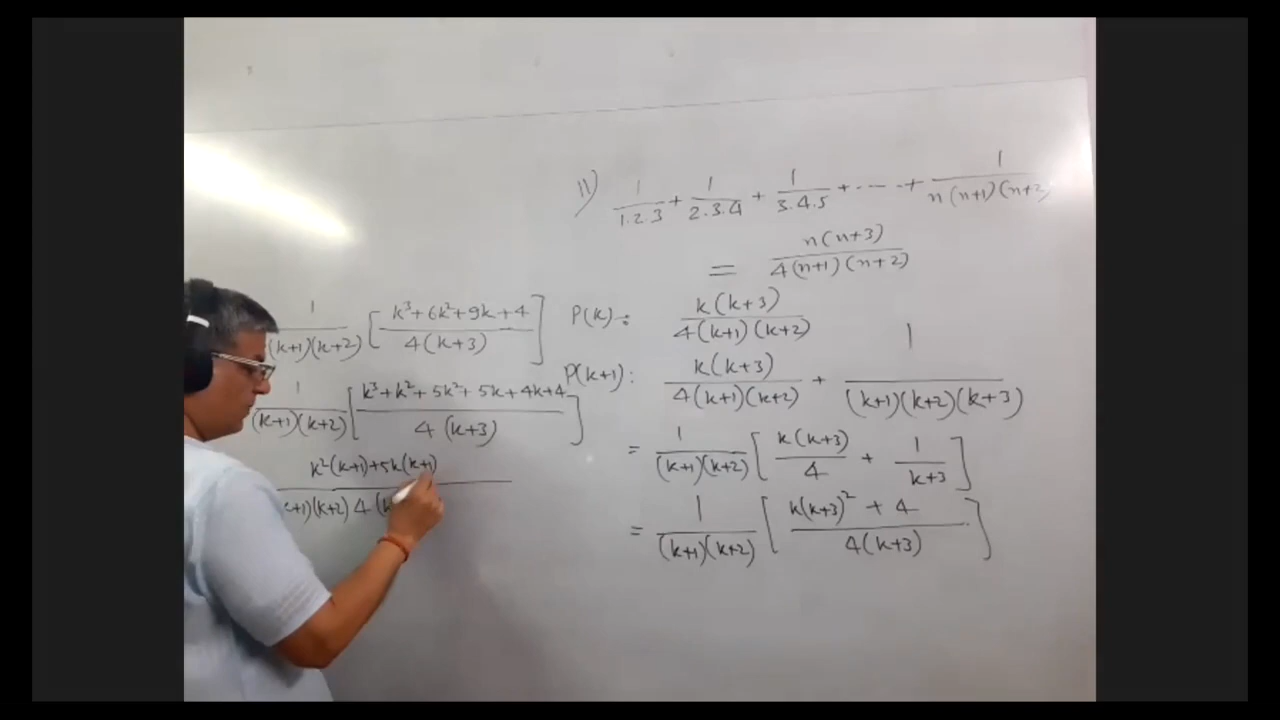 11) 1/1.2.3 + 1/2.3.4 + 1/3.4.5 + ..... + 1/n(n+1)(n+2)
= n(n+3)/4(n+1)(n+2)
P(k) : k(k+3)/4(k+1)(k+2)
P(k+1) : k(k+3)/4(k+1)(k+2) + 1/(k+1)(k+2)(k+3)
= 1/(k+1)(k+2) [ k(k+3)/4 + 1/k+3 ]
= 1/(k+1)(k+2) [ k(k+3)² + 4/4(k+3) ]
1/(k+1)(k+2) [ k³+6k²+9k+4/4(k+3) ]
1/(k+1)(k+2) [ k³+k²+5k²+5k+4k+4/4(k+3) ]
k²(k+1)+5k(k+1)/k+1)(k+2) 4(k